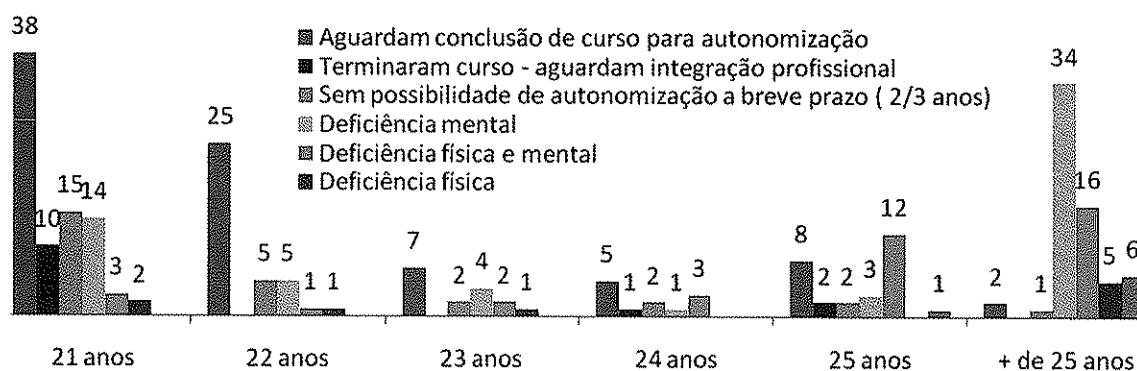 38
Aguardam conclusão de curso para autonomização
34
Terminaram curso - aguardam integração profissional
Sem possibilidade de autonomização a breve prazo ( 2/3 anos)
25
Deficiência mental
Deficiência física e mental
Deficiência física
10 15 14 3 2
5 5 1 1
7 2 4 2 1
5 1 2 1 3
8 2 2 3 12 1
2 1 16 5 6
21 anos 22 anos 23 anos 24 anos 25 anos + de 25 anos